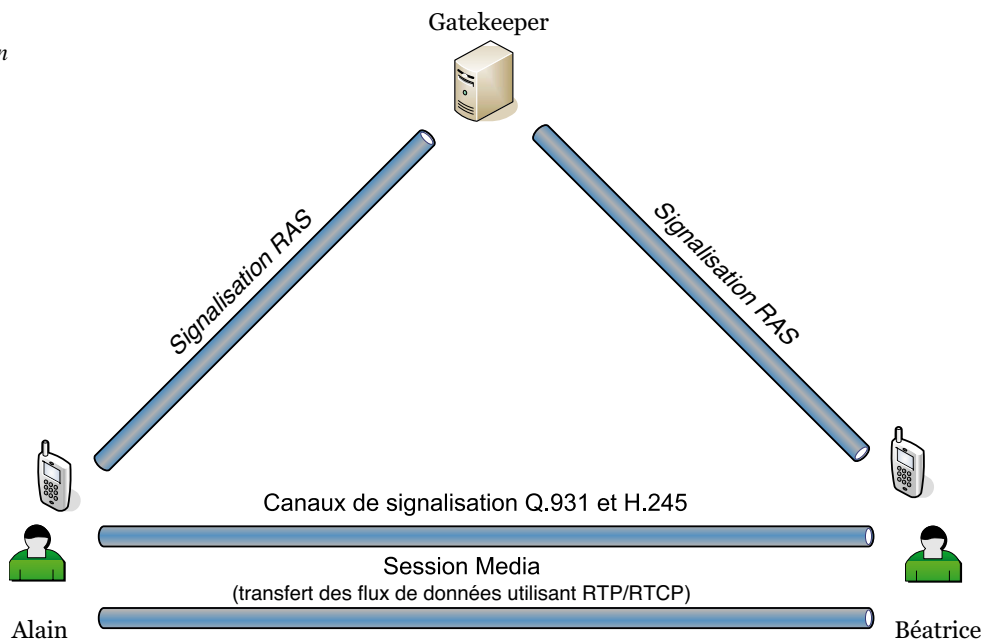 Gatekeeper
n
Signalisation RAS
Signalisation RAS
Canaux de signalisation Q.931 et H.245
Session Media
(transfert des flux de données utilisant RTP/RTCP)
Alain
Béatrice